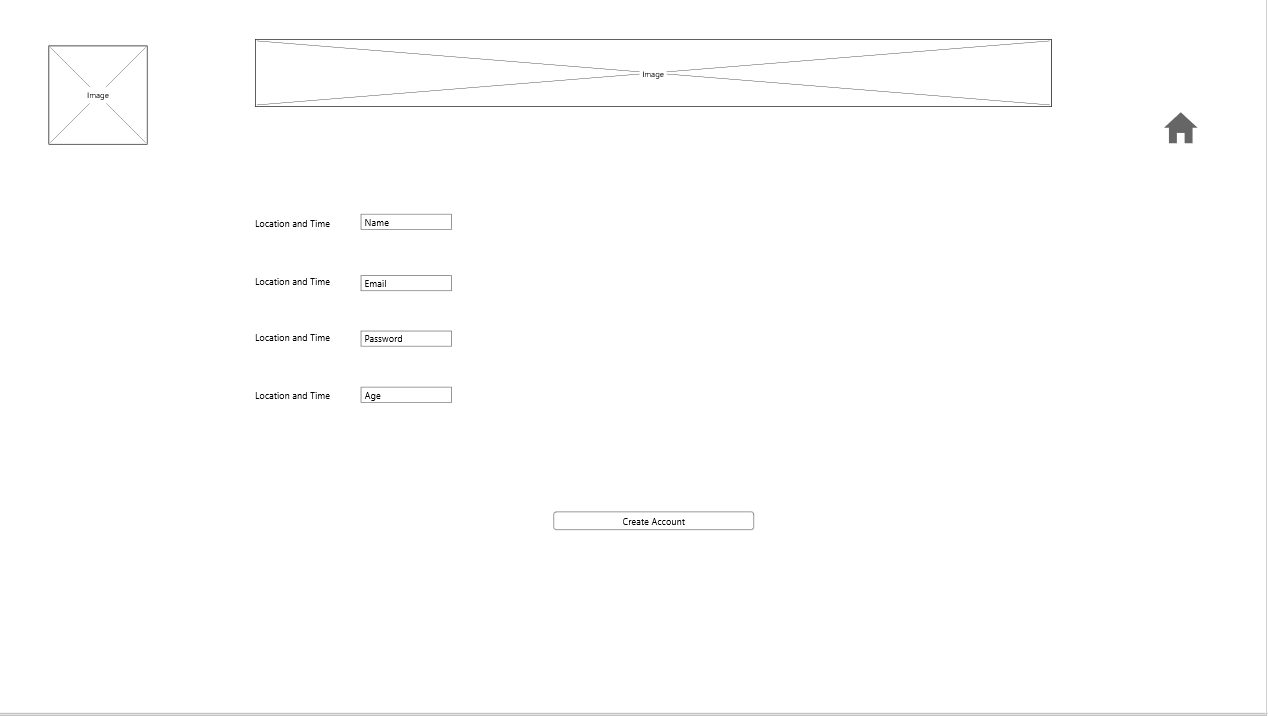 Image
Image
Location and Time
Name
Location and Time
Email
Location and Time
Password
Location and Time
Age
Create Account